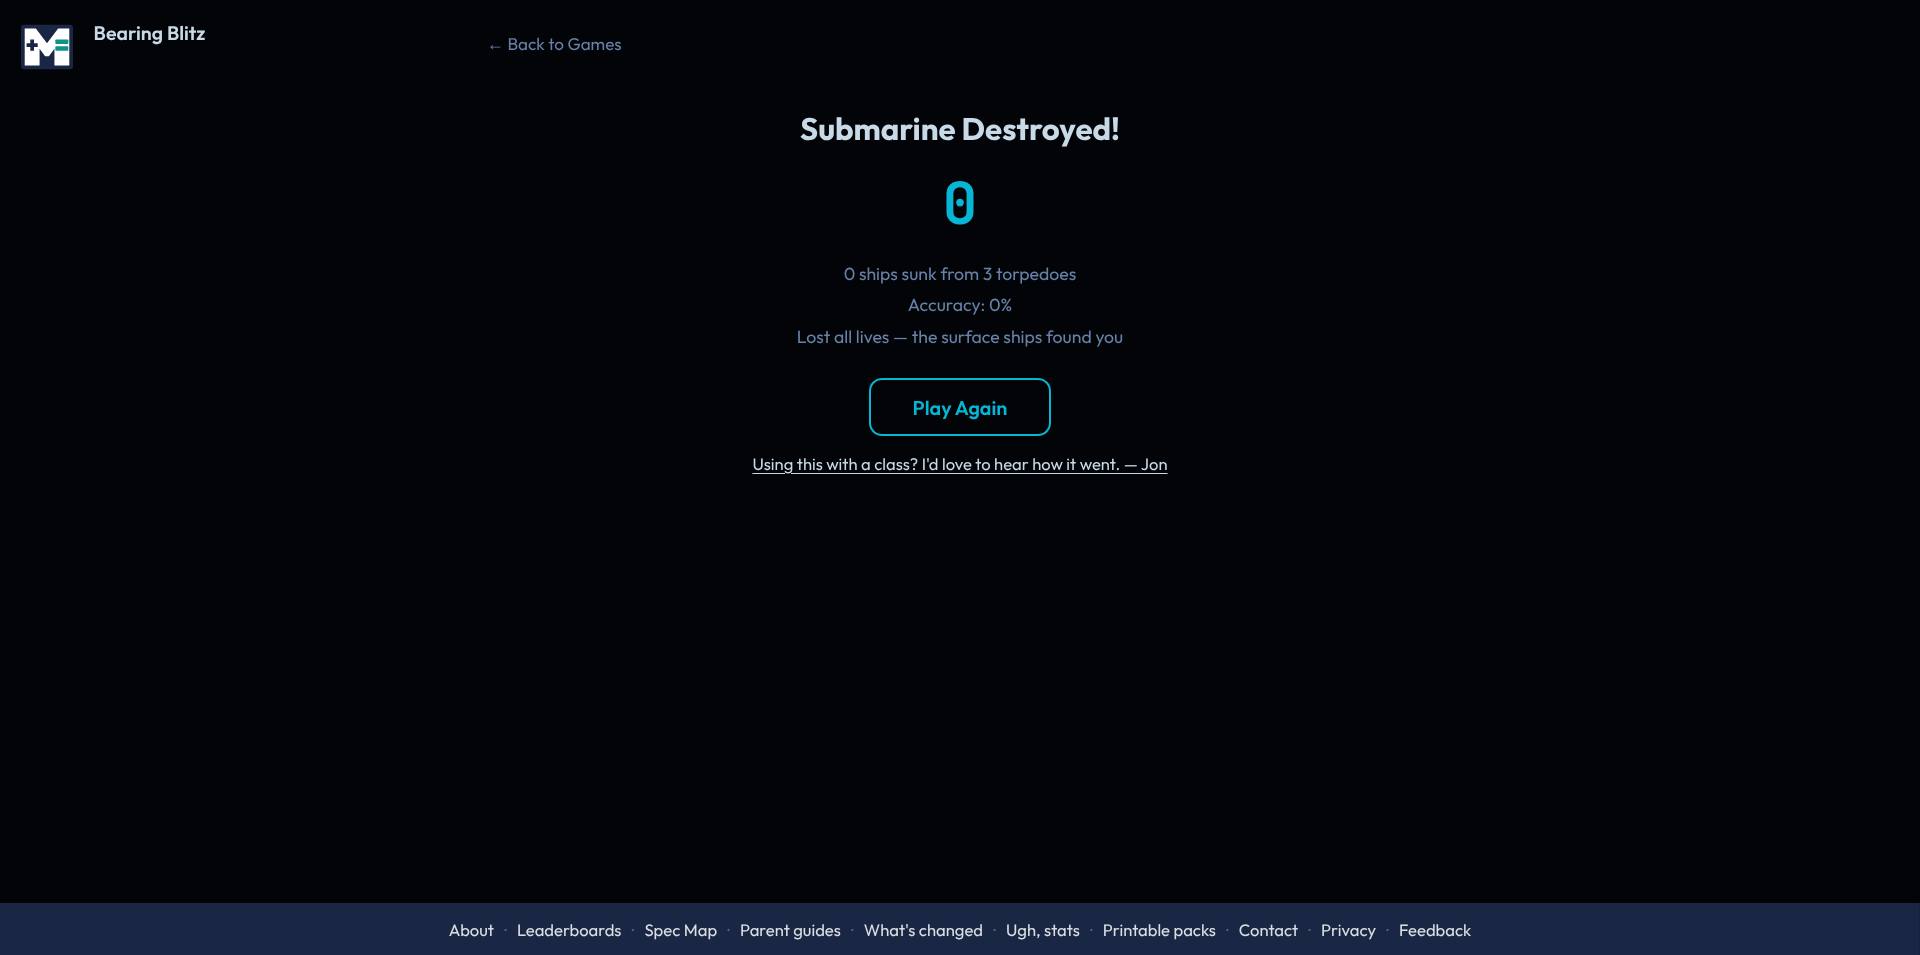 Bearing Blitz
← Back to Games
Submarine Destroyed!
0
0 ships sunk from 3 torpedoes
Accuracy: 0%
Lost all lives — the surface ships found you
Play Again
Using this with a class? I'd love to hear how it went. — Jon
About · Leaderboards · Spec Map · Parent guides · What's changed · Ugh, stats · Printable packs · Contact · Privacy · Feedback